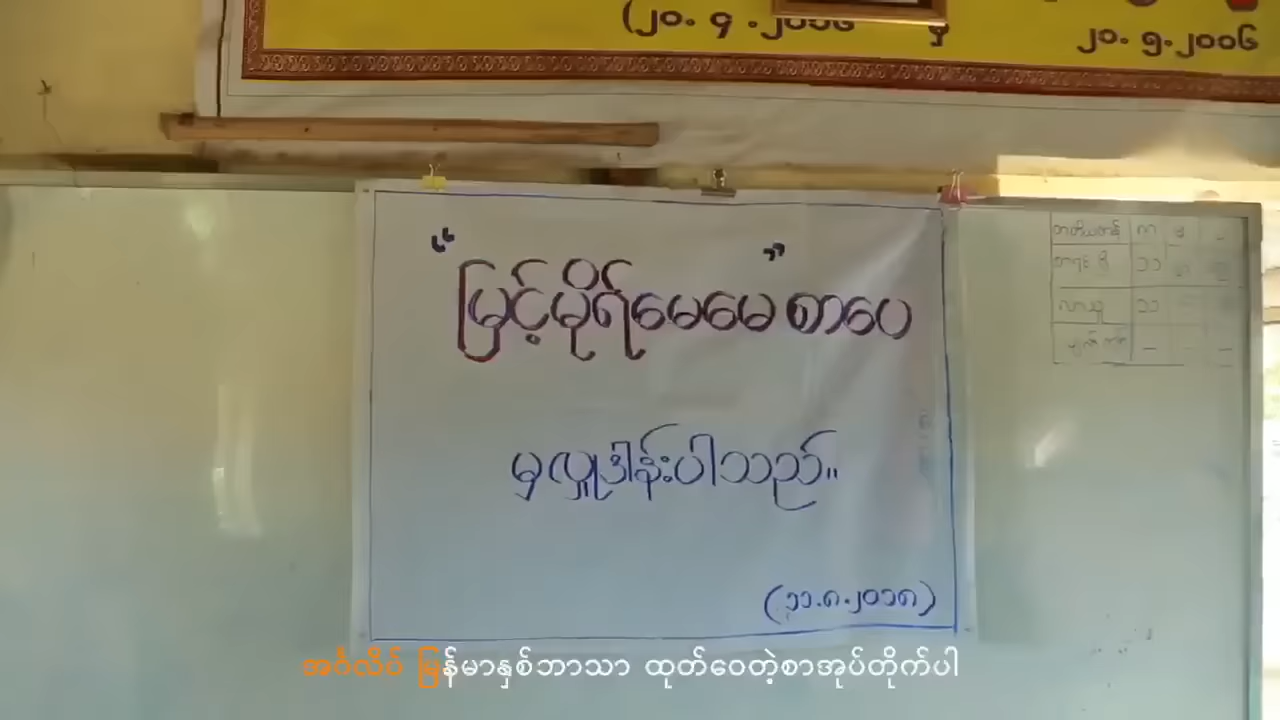 (၂၀. ၄ .၂၀၀၆ မှ ၂၀. ၅.၂၀၀၆
“မြင့်မိုရ်မေမေ” စာပေ
မှ လှူဒါန်းပါသည်။
(၁၁.၈.၂၀၁၈)
အင်္ဂလိပ် မြန်မာနှစ်ဘာသာ ထုတ်ဝေတဲ့စာအုပ်တိုက်ပါ